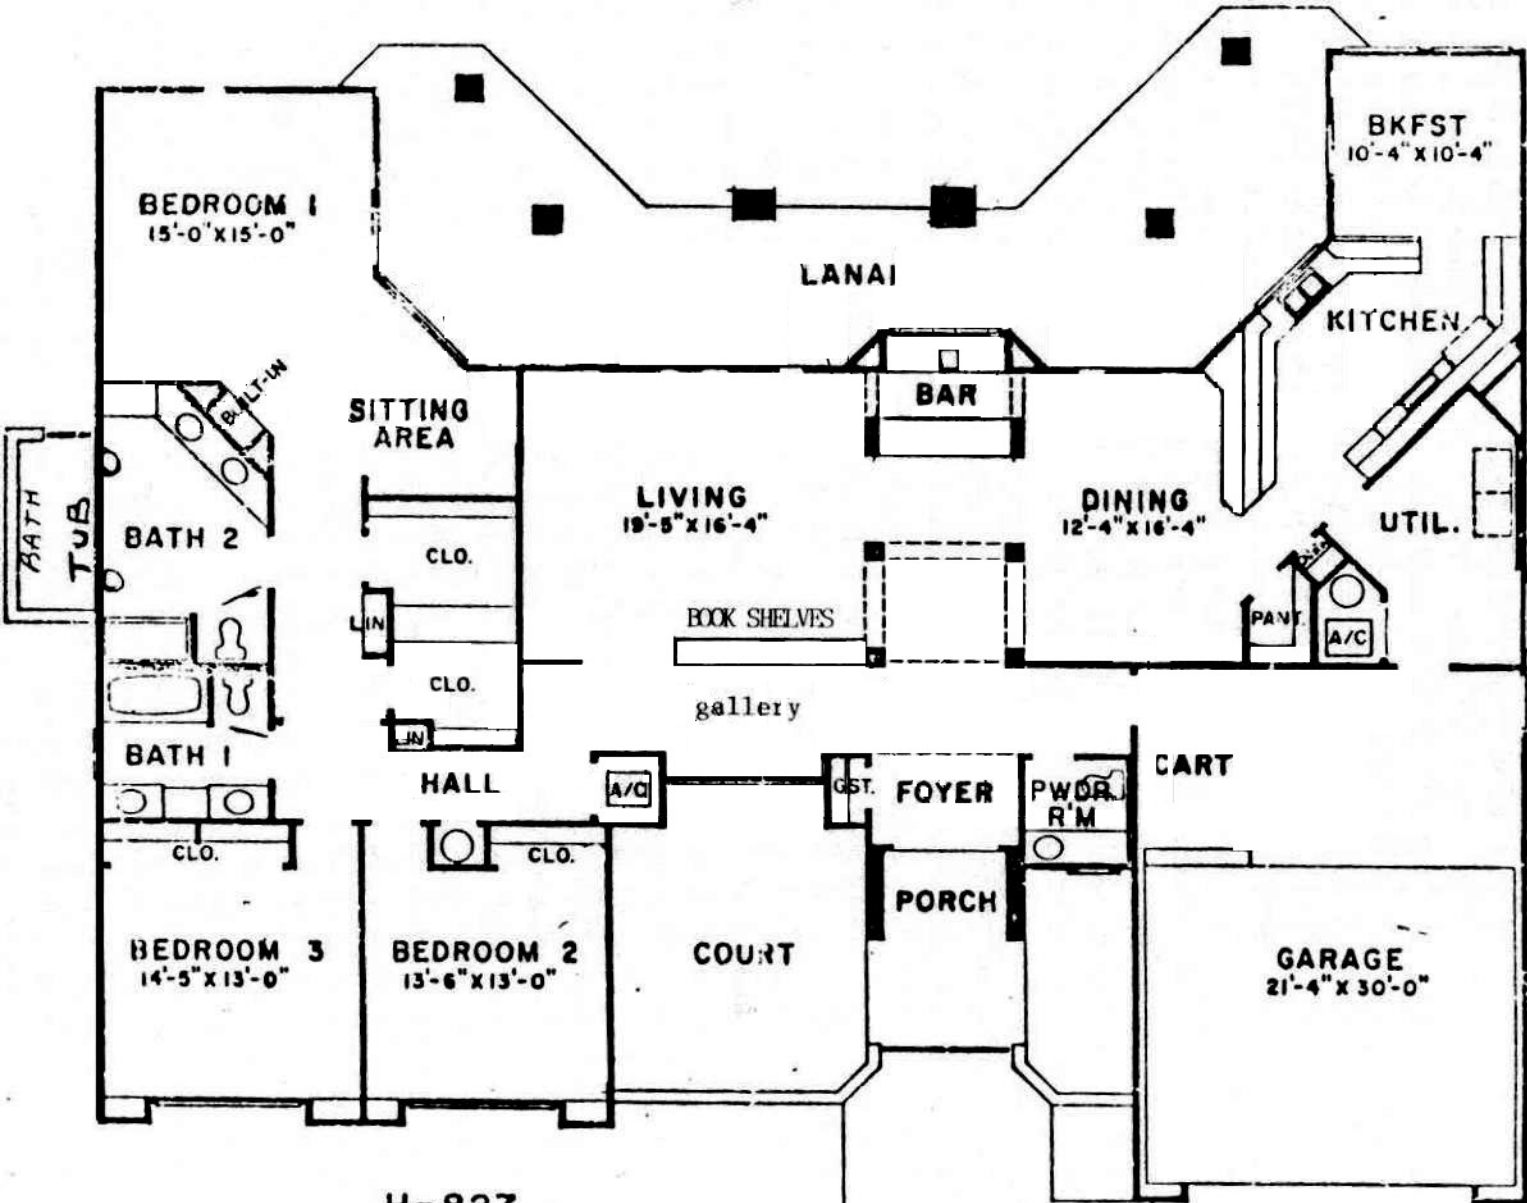 BKFST
10'-4" X 10'-4"
BEDROOM 1
15'-0" X 15'-0"
LANAI
KITCHEN
BUILT-IN
BAR
SITTING
AREA
BATH
TUB
LIVING
19'-5" X 16'-4"
DINING
12'-4" X 16'-4"
UTIL.
BATH 2
CLO.
LIN
BOOK SHELVES
PANT.
A/C
CLO.
gallery
LIN
BATH 1
HALL
A/C
GST.
FOYER
PWDR
R'M
CART
CLO.
CLO.
PORCH
BEDROOM 3
14'-5" X 13'-0"
BEDROOM 2
13'-6" X 13'-0"
COURT
GARAGE
21'-4" X 30'-0"